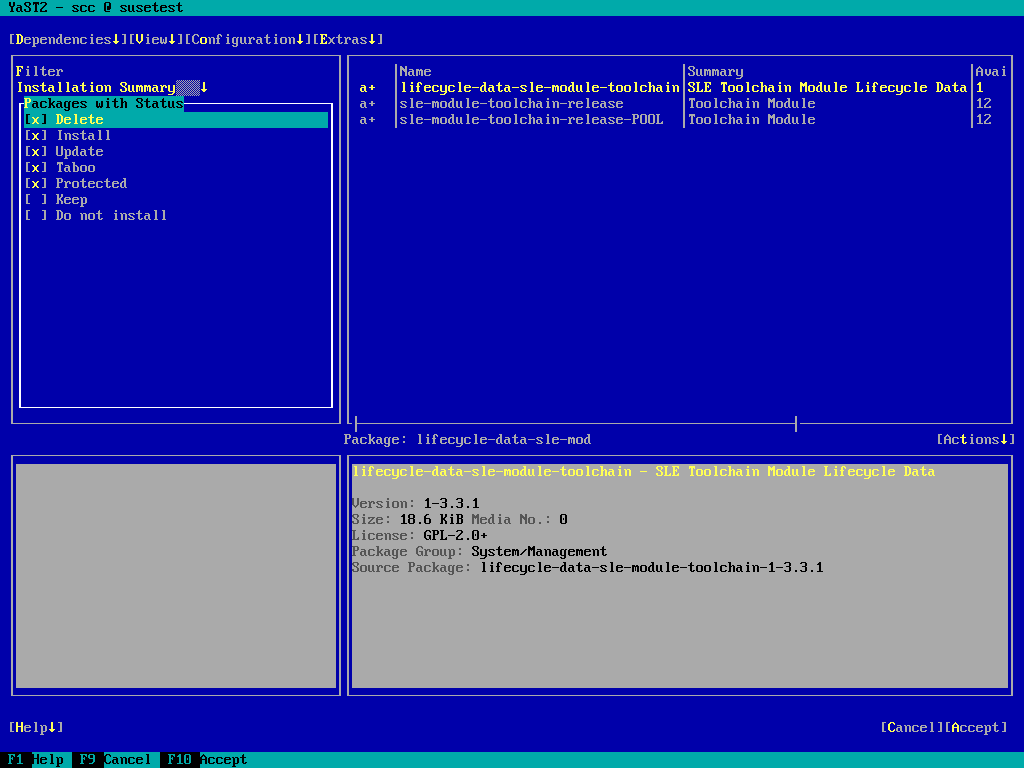 YaST2 - scc @ susetest
[Dependencies↓][View↓][Configuration↓][Extras↓]
Filter
Installation Summary▒▒▒↓
Packages with Status
[x] Delete
[x] Install
[x] Update
[x] Taboo
[x] Protected
[ ] Keep
[ ] Do not install
Name Summary Avai
a+ lifecycle-data-sle-module-toolchain SLE Toolchain Module Lifecycle Data 1
a+ sle-module-toolchain-release Toolchain Module 12
a+ sle-module-toolchain-release-POOL Toolchain Module 12
Package: lifecycle-data-sle-mod [Actions↓]
lifecycle-data-sle-module-toolchain - SLE Toolchain Module Lifecycle Data
Version: 1-3.3.1
Size: 18.6 KiB Media No.: 0
License: GPL-2.0+
Package Group: System/Management
Source Package: lifecycle-data-sle-module-toolchain-1-3.3.1
[Help↓] [Cancel][Accept]
F1 Help F9 Cancel F10 Accept